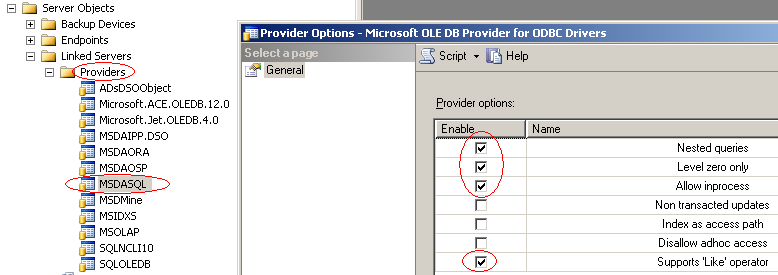 Server Objects
Backup Devices
Endpoints
Linked Servers
Providers
ADsDSOObject
Microsoft.ACE.OLEDB.12.0
Microsoft.Jet.OLEDB.4.0
MSDAIPP.DSO
MSDAORA
MSDAOSP
MSDASQL
MSDMine
MSIDXS
MSOLAP
SQLNCLI10
SQLOLEDB
Provider Options - Microsoft OLE DB Provider for ODBC Drivers
Select a page
General
Script Help
Provider options:
Enable Name
Nested queries
Level zero only
Allow inprocess
Non transacted updates
Index as access path
Disallow adhoc access
Supports 'Like' operator